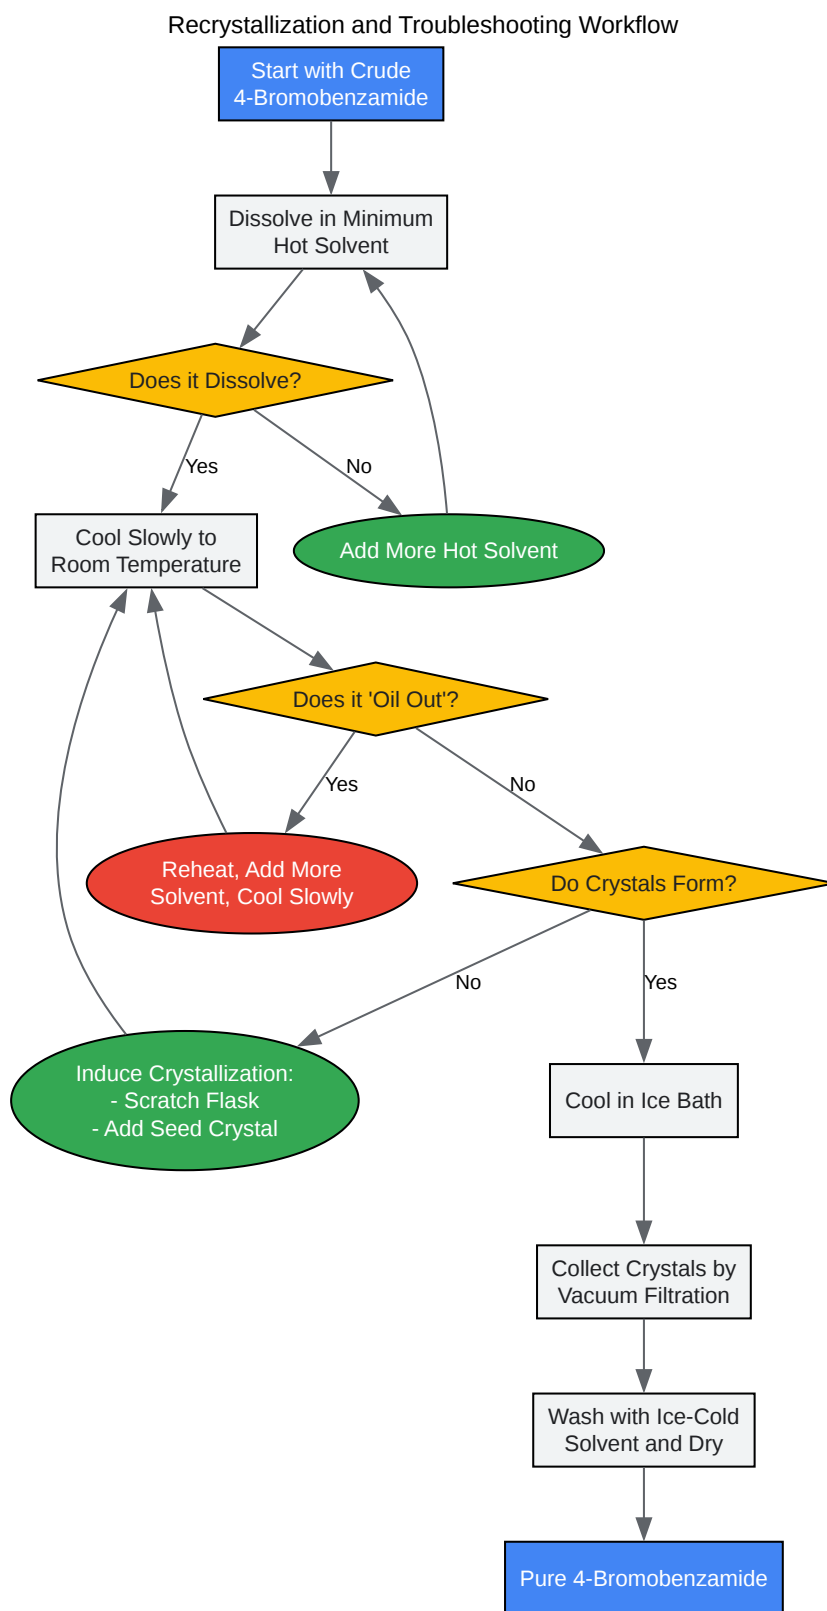 Recrystallization and Troubleshooting Workflow
Start with Crude
4-Bromobenzamide
Dissolve in Minimum
Hot Solvent
Does it Dissolve?
Yes
No
Cool Slowly to
Room Temperature
Add More Hot Solvent
Does it 'Oil Out'?
Yes
No
Reheat, Add More
Solvent, Cool Slowly
Do Crystals Form?
No
Yes
Induce Crystallization:
- Scratch Flask
- Add Seed Crystal
Cool in Ice Bath
Collect Crystals by
Vacuum Filtration
Wash with Ice-Cold
Solvent and Dry
Pure 4-Bromobenzamide